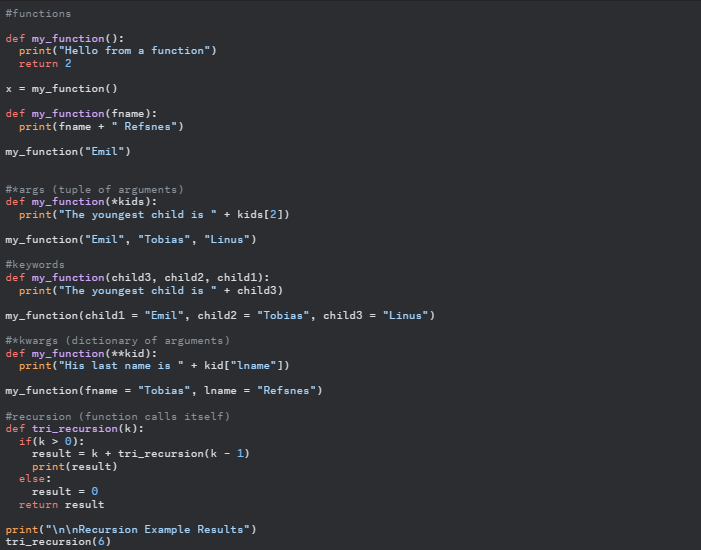 #functions

def my_function():
  print("Hello from a function")
  return 2

x = my_function()

def my_function(fname):
  print(fname + " Refsnes")

my_function("Emil")


#*args (tuple of arguments)
def my_function(*kids):
  print("The youngest child is " + kids[2])

my_function("Emil", "Tobias", "Linus")

#keywords
def my_function(child3, child2, child1):
  print("The youngest child is " + child3)

my_function(child1 = "Emil", child2 = "Tobias", child3 = "Linus")

#*kwargs (dictionary of arguments)
def my_function(**kid):
  print("His last name is " + kid["lname"])

my_function(fname = "Tobias", lname = "Refsnes")

#recursion (function calls itself)
def tri_recursion(k):
  if(k > 0):
    result = k + tri_recursion(k - 1)
    print(result)
  else:
    result = 0
  return result

print("\n\nRecursion Example Results")
tri_recursion(6)